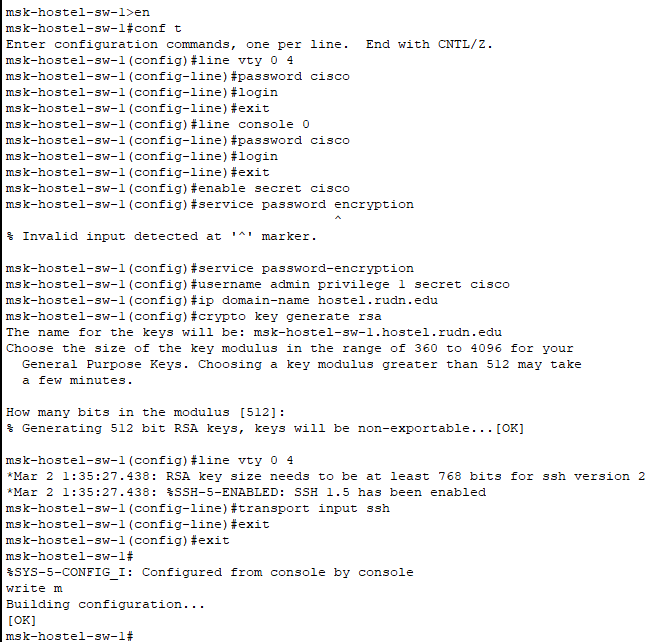 msk-hostel-sw-1>en
msk-hostel-sw-1#conf t
Enter configuration commands, one per line.  End with CNTL/Z.
msk-hostel-sw-1(config)#line vty 0 4
msk-hostel-sw-1(config-line)#password cisco
msk-hostel-sw-1(config-line)#login
msk-hostel-sw-1(config-line)#exit
msk-hostel-sw-1(config)#line console 0
msk-hostel-sw-1(config-line)#password cisco
msk-hostel-sw-1(config-line)#login
msk-hostel-sw-1(config-line)#exit
msk-hostel-sw-1(config)#enable secret cisco
msk-hostel-sw-1(config)#service password encryption
^
% Invalid input detected at '^' marker.
msk-hostel-sw-1(config)#service password-encryption
msk-hostel-sw-1(config)#username admin privilege 1 secret cisco
msk-hostel-sw-1(config)#ip domain-name hostel.rudn.edu
msk-hostel-sw-1(config)#crypto key generate rsa
The name for the keys will be: msk-hostel-sw-1.hostel.rudn.edu
Choose the size of the key modulus in the range of 360 to 4096 for your
General Purpose Keys. Choosing a key modulus greater than 512 may take
a few minutes.
How many bits in the modulus [512]:
% Generating 512 bit RSA keys, keys will be non-exportable...[OK]
msk-hostel-sw-1(config)#line vty 0 4
*Mar 2 1:35:27.438: RSA key size needs to be at least 768 bits for ssh version 2
*Mar 2 1:35:27.438: %SSH-5-ENABLED: SSH 1.5 has been enabled
msk-hostel-sw-1(config-line)#transport input ssh
msk-hostel-sw-1(config-line)#exit
msk-hostel-sw-1(config)#exit
msk-hostel-sw-1#
%SYS-5-CONFIG_I: Configured from console by console
write m
Building configuration...
[OK]
msk-hostel-sw-1#